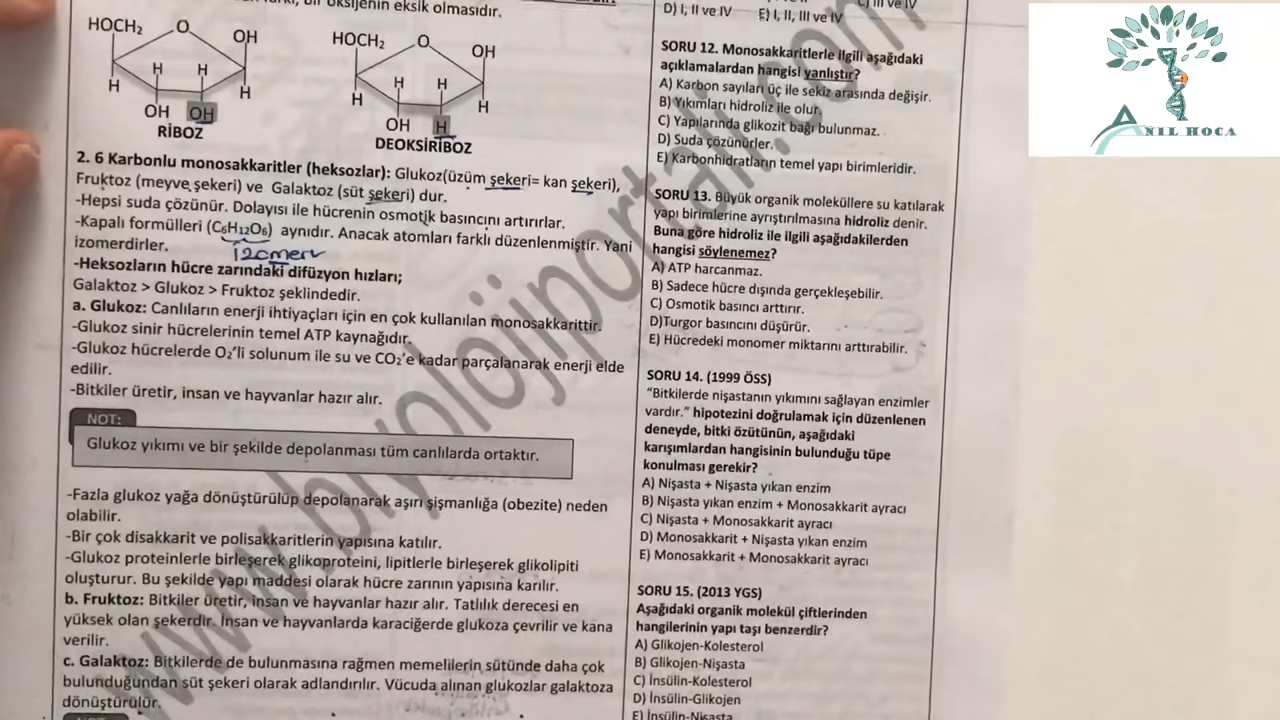 bir oksijenin eksik olmasıdır.
HOCH₂ O OH
H H H H
OH OH
RİBOZ
HOCH₂ O OH
H H H H
OH H
DEOKSİRİBOZ
2. 6 Karbonlu monosakkaritler (heksozlar): Glukoz(üzüm şekeri= kan şekeri),
Fruktoz (meyve şekeri) ve Galaktoz (süt şekeri) dur.
-Hepsi suda çözünür. Dolayısı ile hücrenin osmotik basıncını artırırlar.
-Kapalı formülleri (C₆H₁₂O₆) aynıdır. Anacak atomları farklı düzenlenmiştir. Yani
izomerdirler.
izomer
-Heksozların hücre zarındaki difüzyon hızları;
Galaktoz > Glukoz > Fruktoz şeklindedir.
a. Glukoz: Canlıların enerji ihtiyaçları için en çok kullanılan monosakkarittir.
-Glukoz sinir hücrelerinin temel ATP kaynağıdır.
-Glukoz hücrelerde O₂'li solunum ile su ve CO₂'e kadar parçalanarak enerji elde
edilir.
-Bitkiler üretir, insan ve hayvanlar hazır alır.
NOT:
Glukoz yıkımı ve bir şekilde depolanması tüm canlılarda ortaktır.
-Fazla glukoz yağa dönüştürülüp depolanarak aşırı şişmanlığa (obezite) neden
olabilir.
-Bir çok disakkarit ve polisakkaritlerin yapısına katılır.
-Glukoz proteinlerle birleşerek glikoproteini, lipitlerle birleşerek glikolipiti
oluşturur. Bu şekilde yapı maddesi olarak hücre zarının yapısına karılır.
b. Fruktoz: Bitkiler üretir, insan ve hayvanlar hazır alır. Tatlılık derecesi en
yüksek olan şekerdir. İnsan ve hayvanlarda karaciğerde glukoza çevrilir ve kana
verilir.
c. Galaktoz: Bitkilerde de bulunmasına rağmen memelilerin sütünde daha çok
bulunduğundan süt şekeri olarak adlandırılır. Vücuda alınan glukozlar galaktoza
dönüştürülür.
D) I, II ve IV E) I, II, III ve IV
SORU 12. Monosakkaritlerle ilgili aşağıdaki
açıklamalardan hangisi yanlıştır?
A) Karbon sayıları üç ile sekiz arasında değişir.
B) Yıkımları hidroliz ile olur.
C) Yapılarında glikozit bağı bulunmaz.
D) Suda çözünürler.
E) Karbonhidratların temel yapı birimleridir.
SORU 13. Büyük organik moleküllere su katılarak
yapı birimlerine ayrıştırılmasına hidroliz denir.
Buna göre hidroliz ile ilgili aşağıdakilerden
hangisi söylenemez?
A) ATP harcanmaz.
B) Sadece hücre dışında gerçekleşebilir.
C) Osmotik basıncı arttırır.
D)Turgor basıncını düşürür.
E) Hücredeki monomer miktarını arttırabilir.
SORU 14. (1999 ÖSS)
"Bitkilerde nişastanın yıkımını sağlayan enzimler
vardır." hipotezini doğrulamak için düzenlenen
deneyde, bitki özütünün, aşağıdaki
karışımlardan hangisinin bulunduğu tüpe
konulması gerekir?
A) Nişasta + Nişasta yıkan enzim
B) Nişasta yıkan enzim + Monosakkarit ayracı
C) Nişasta + Monosakkarit ayracı
D) Monosakkarit + Nişasta yıkan enzim
E) Monosakkarit + Monosakkarit ayracı
SORU 15. (2013 YGS)
Aşağıdaki organik molekül çiftlerinden
hangilerinin yapı taşı benzerdir?
A) Glikojen-Kolesterol
B) Glikojen-Nişasta
C) İnsülin-Kolesterol
D) İnsülin-Glikojen
E) İnsülin-Nişasta
ANIL HOCA